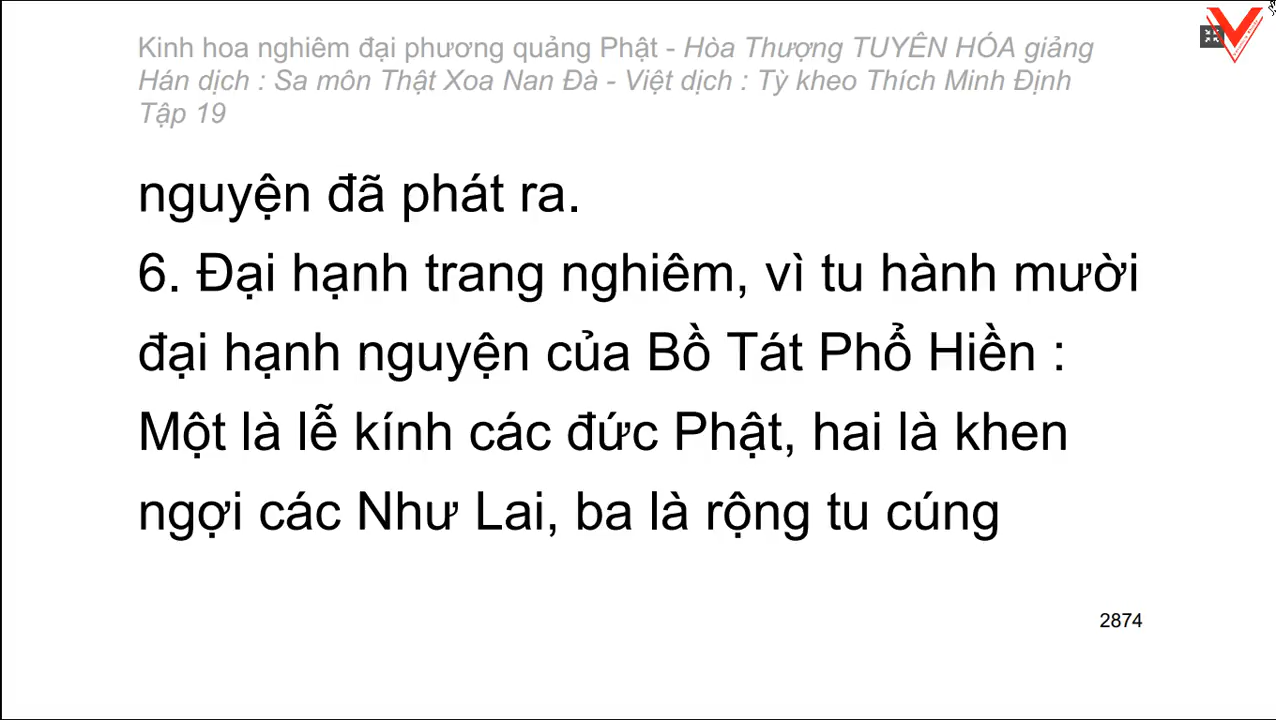 Kinh hoa nghiêm đại phương quảng Phật - Hòa Thượng TUYÊN HÓA giảng
Hán dịch : Sa môn Thật Xoa Nan Đà - Việt dịch : Tỳ kheo Thích Minh Định
Tập 19
nguyện đã phát ra.
6. Đại hạnh trang nghiêm, vì tu hành mười
đại hạnh nguyện của Bồ Tát Phổ Hiền :
Một là lễ kính các đức Phật, hai là khen
ngợi các Như Lai, ba là rộng tu cúng
2874